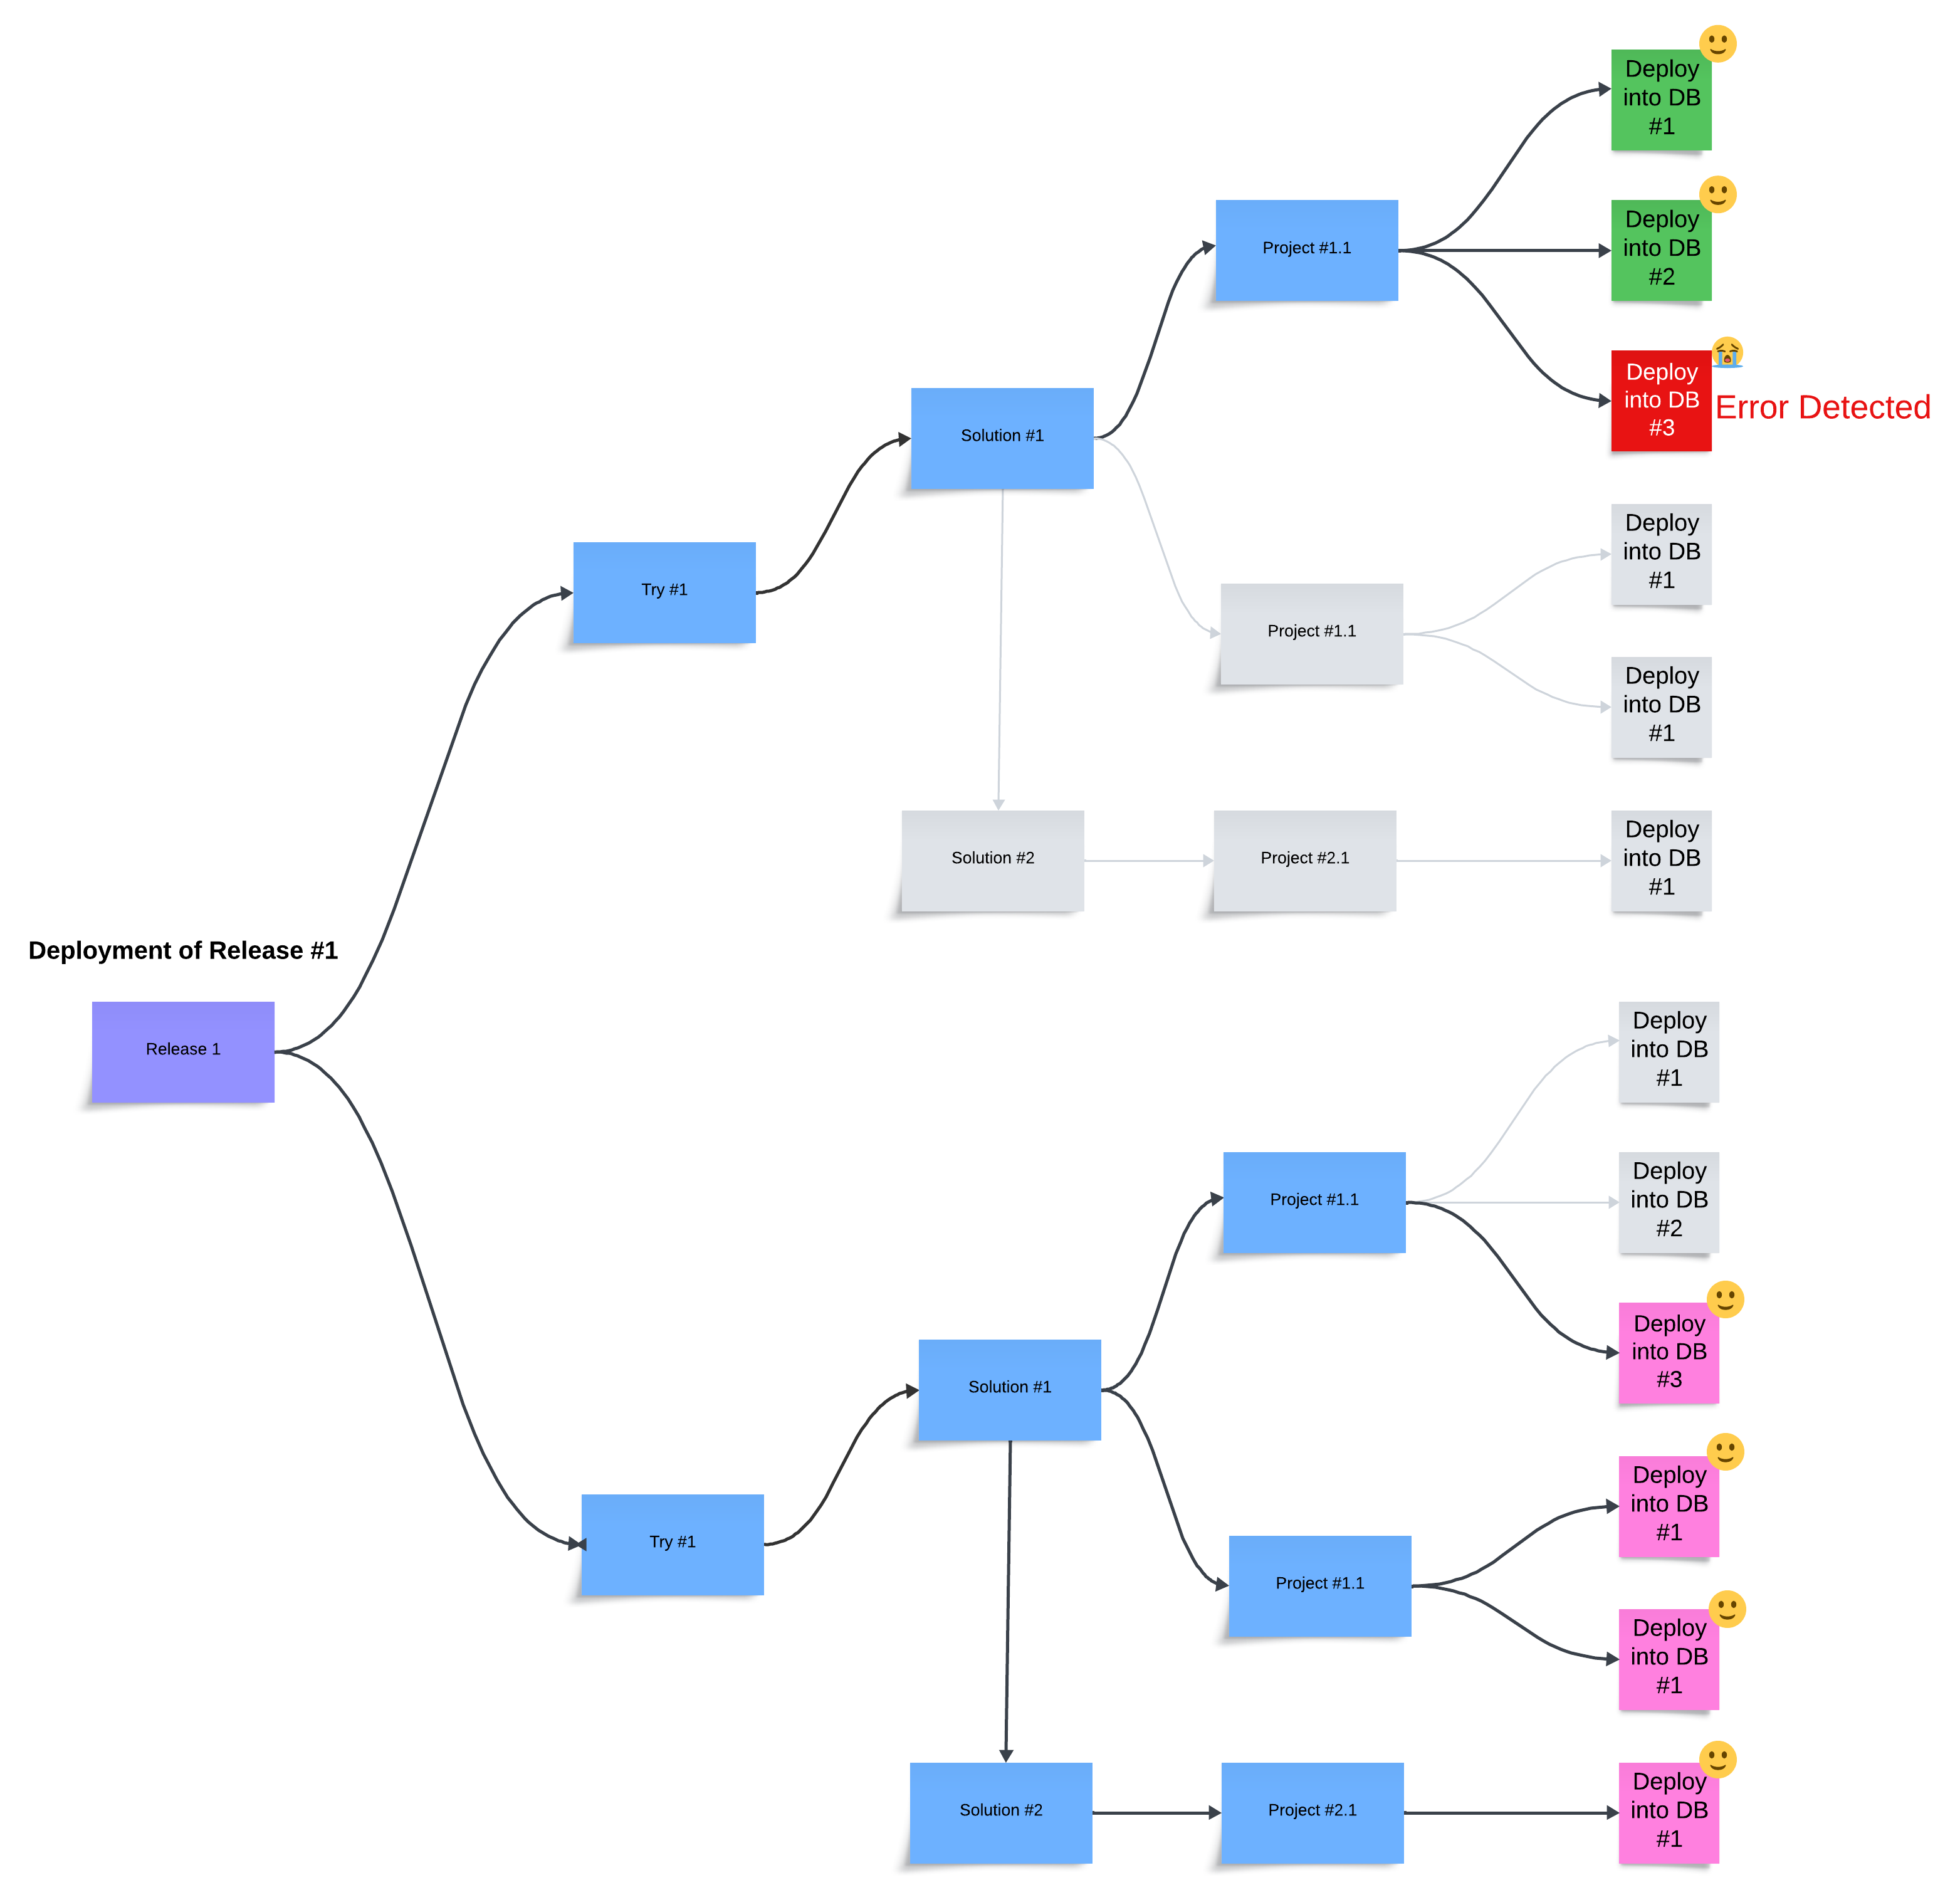 Deploy
into DB
#1
Deploy
into DB
#2
Project #1.1
Deploy
into DB
#3
Error Detected
Solution #1
Deploy
into DB
#1
Try #1
Project #1.1
Deploy
into DB
#1
Solution #2
Project #2.1
Deploy
into DB
#1
Deployment of Release #1
Release 1
Deploy
into DB
#1
Project #1.1
Deploy
into DB
#2
Deploy
into DB
#3
Solution #1
Deploy
into DB
#1
Try #1
Project #1.1
Deploy
into DB
#1
Solution #2
Project #2.1
Deploy
into DB
#1